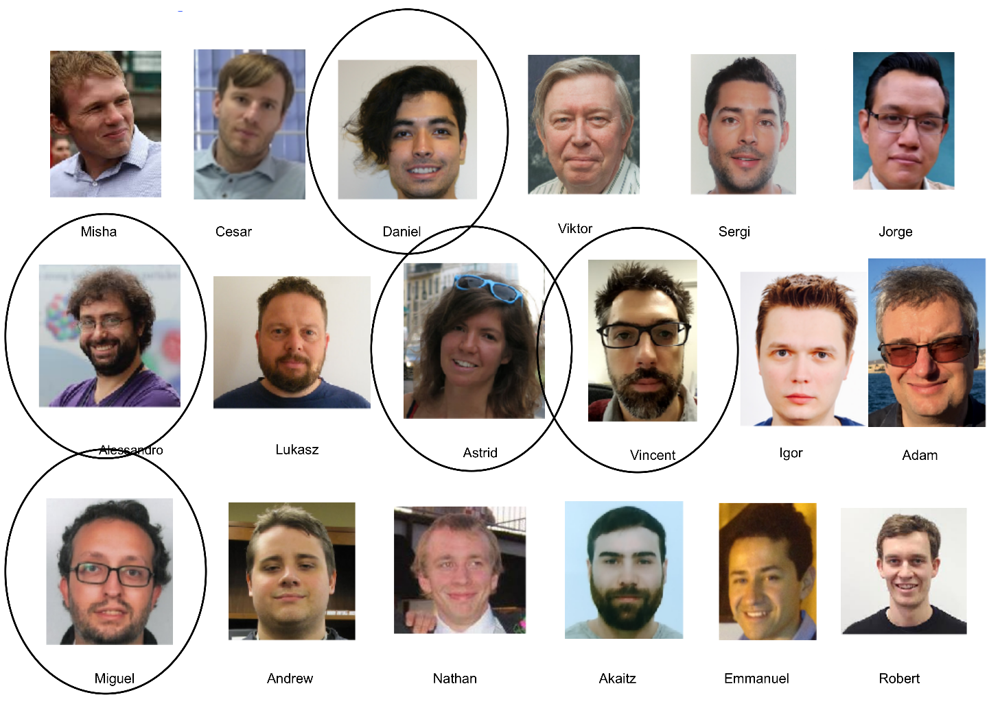 Misha
Cesar
Daniel
Viktor
Sergi
Jorge
Alessandro
Lukasz
Astrid
Vincent
Igor
Adam
Miguel
Andrew
Nathan
Akaitz
Emmanuel
Robert